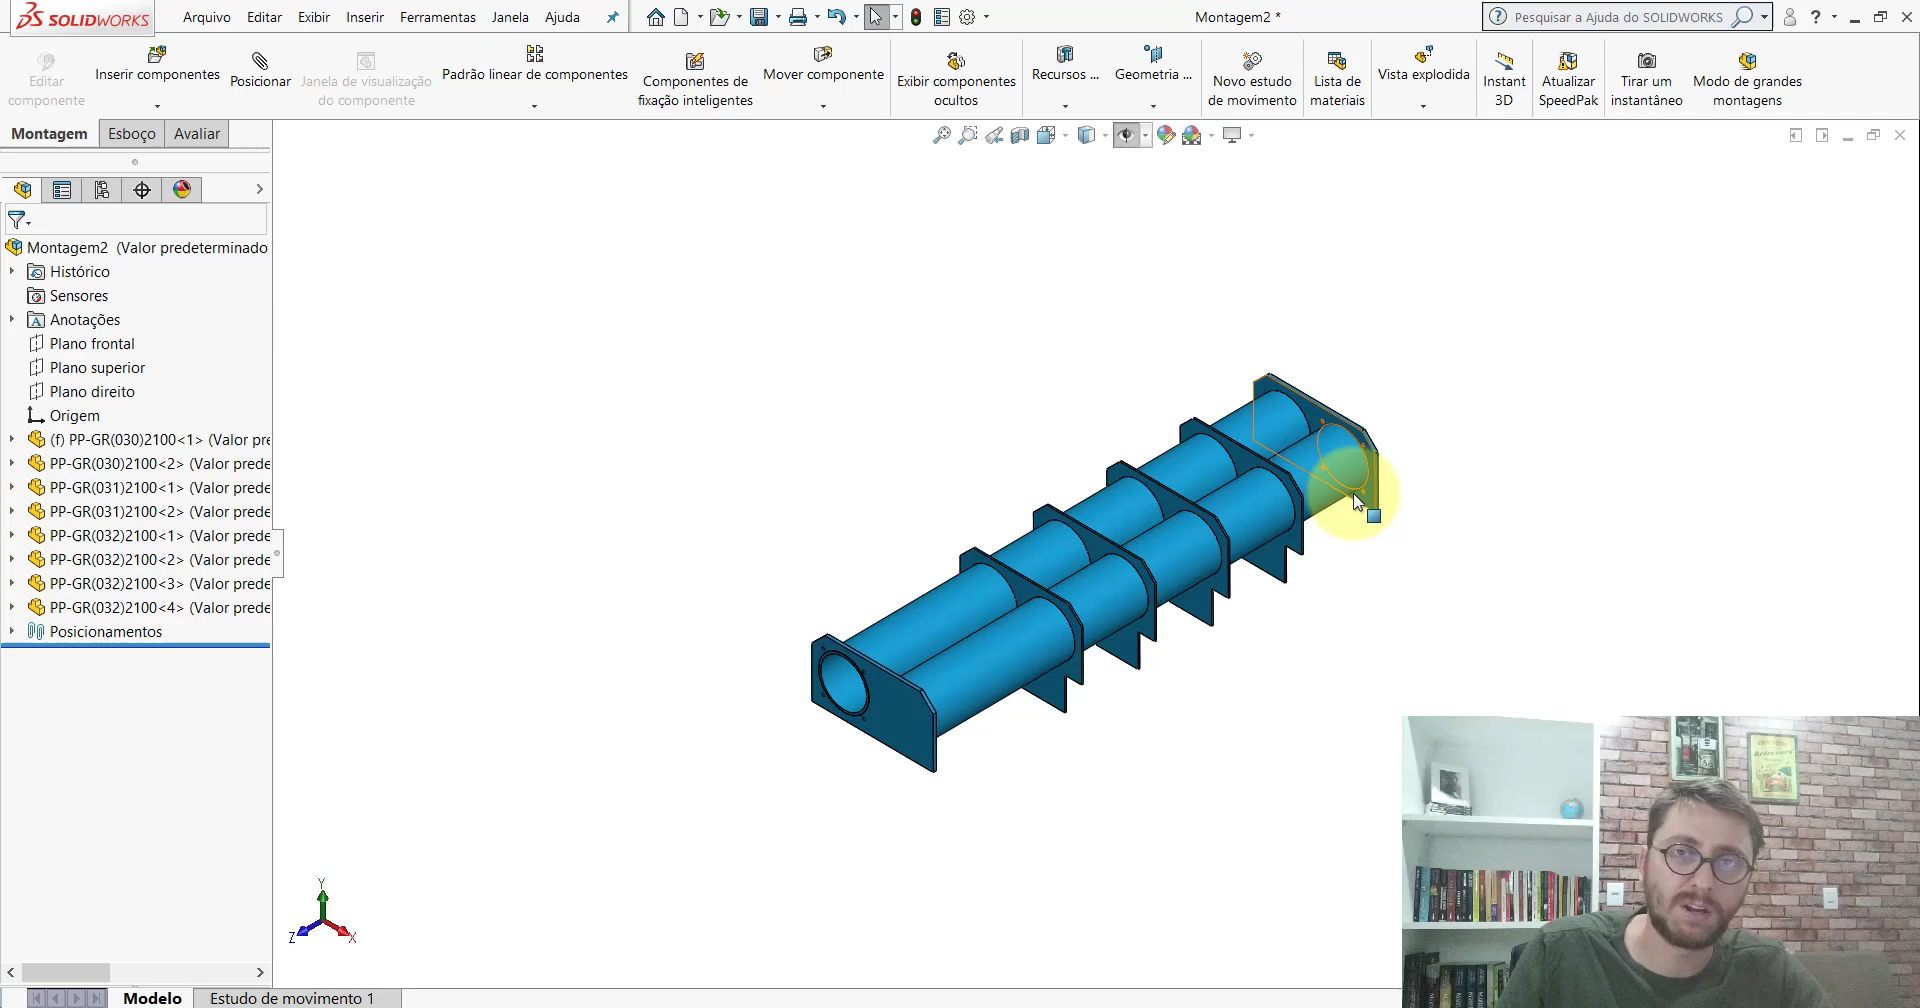 SOLIDWORKS
Arquivo Editar Exibir Inserir Ferramentas Janela Ajuda
Montagem2 *
Pesquisar a Ajuda do SOLIDWORKS
Editar componente
Inserir componentes
Posicionar
Janela de visualização do componente
Padrão linear de componentes
Componentes de fixação inteligentes
Mover componente
Exibir componentes ocultos
Recursos ...
Geometria ...
Novo estudo de movimento
Lista de materiais
Vista explodida
Instant 3D
Atualizar SpeedPak
Tirar um instantâneo
Modo de grandes montagens
Montagem Esboço Avaliar
Montagem2 (Valor predeterminado
Histórico
Sensores
Anotações
Plano frontal
Plano superior
Plano direito
Origem
(f) PP-GR(030)2100<1> (Valor pre
PP-GR(030)2100<2> (Valor prede
PP-GR(031)2100<1> (Valor prede
PP-GR(031)2100<2> (Valor prede
PP-GR(032)2100<1> (Valor prede
PP-GR(032)2100<2> (Valor prede
PP-GR(032)2100<3> (Valor prede
PP-GR(032)2100<4> (Valor prede
Posicionamentos
Y
Z
X
Modelo Estudo de movimento 1